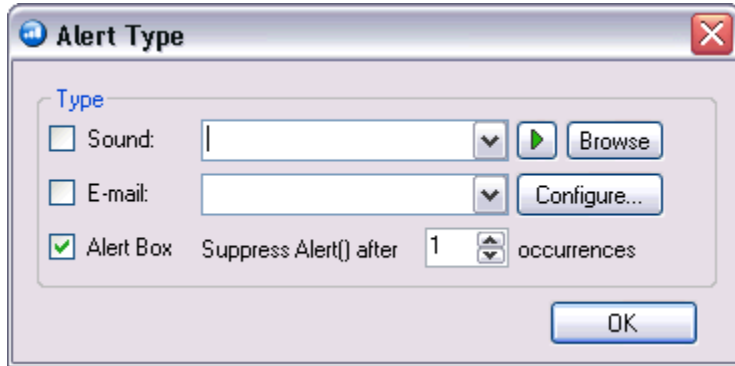 Alert Type
Type
Sound: Browse
E-mail: Configure...
Alert Box Suppress Alert() after 1 occurrences
OK